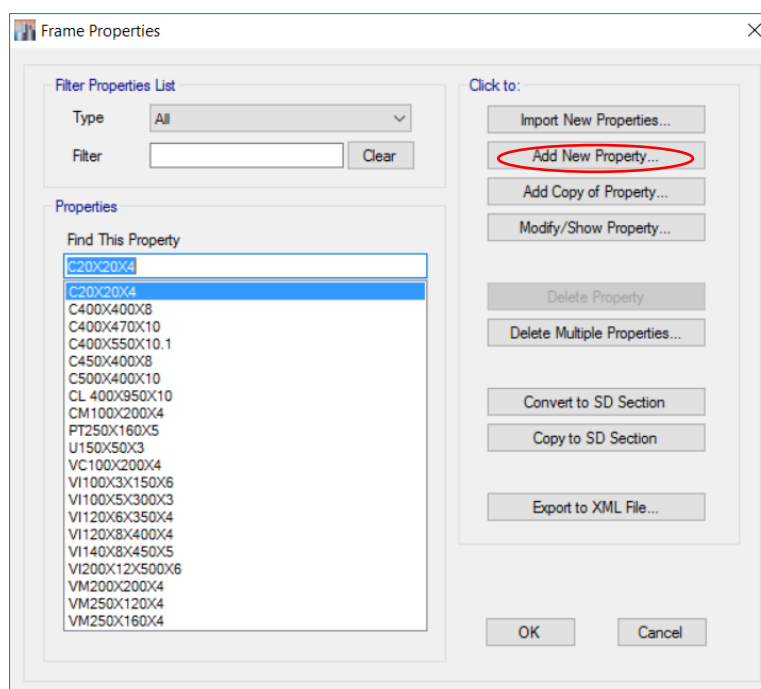 Frame Properties
Filter Properties List
Type
All
Filter
Clear
Properties
Find This Property
C20X20X4
C20X20X4
C400X400X8
C400X470X10
C400X550X10.1
C450X400X8
C500X400X10
CL 400X950X10
CM100X200X4
PT250X160X5
U150X50X3
VC100X200X4
VI100X3X150X6
VI100X5X300X3
VI120X6X350X4
VI120X8X400X4
VI140X8X450X5
VI200X12X500X6
VM200X200X4
VM250X120X4
VM250X160X4
Click to:
Import New Properties...
Add New Property...
Add Copy of Property...
Modify/Show Property...
Delete Property
Delete Multiple Properties...
Convert to SD Section
Copy to SD Section
Export to XML File...
OK
Cancel